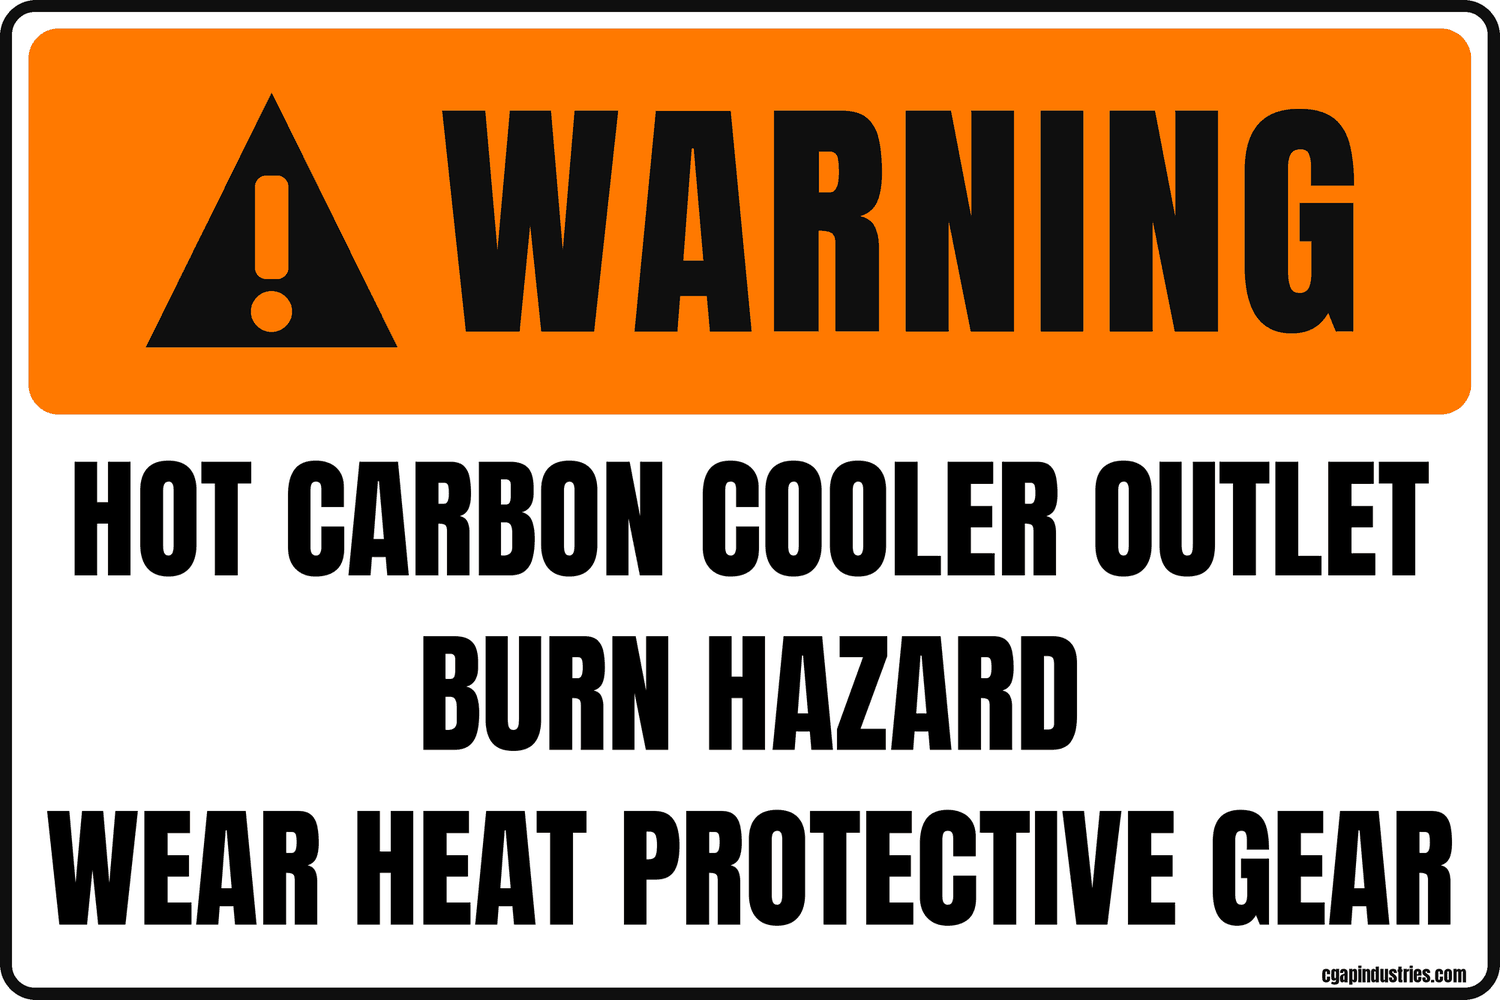 WARNING
HOT CARBON COOLER OUTLET
BURN HAZARD
WEAR HEAT PROTECTIVE GEAR
cgapindustries.com